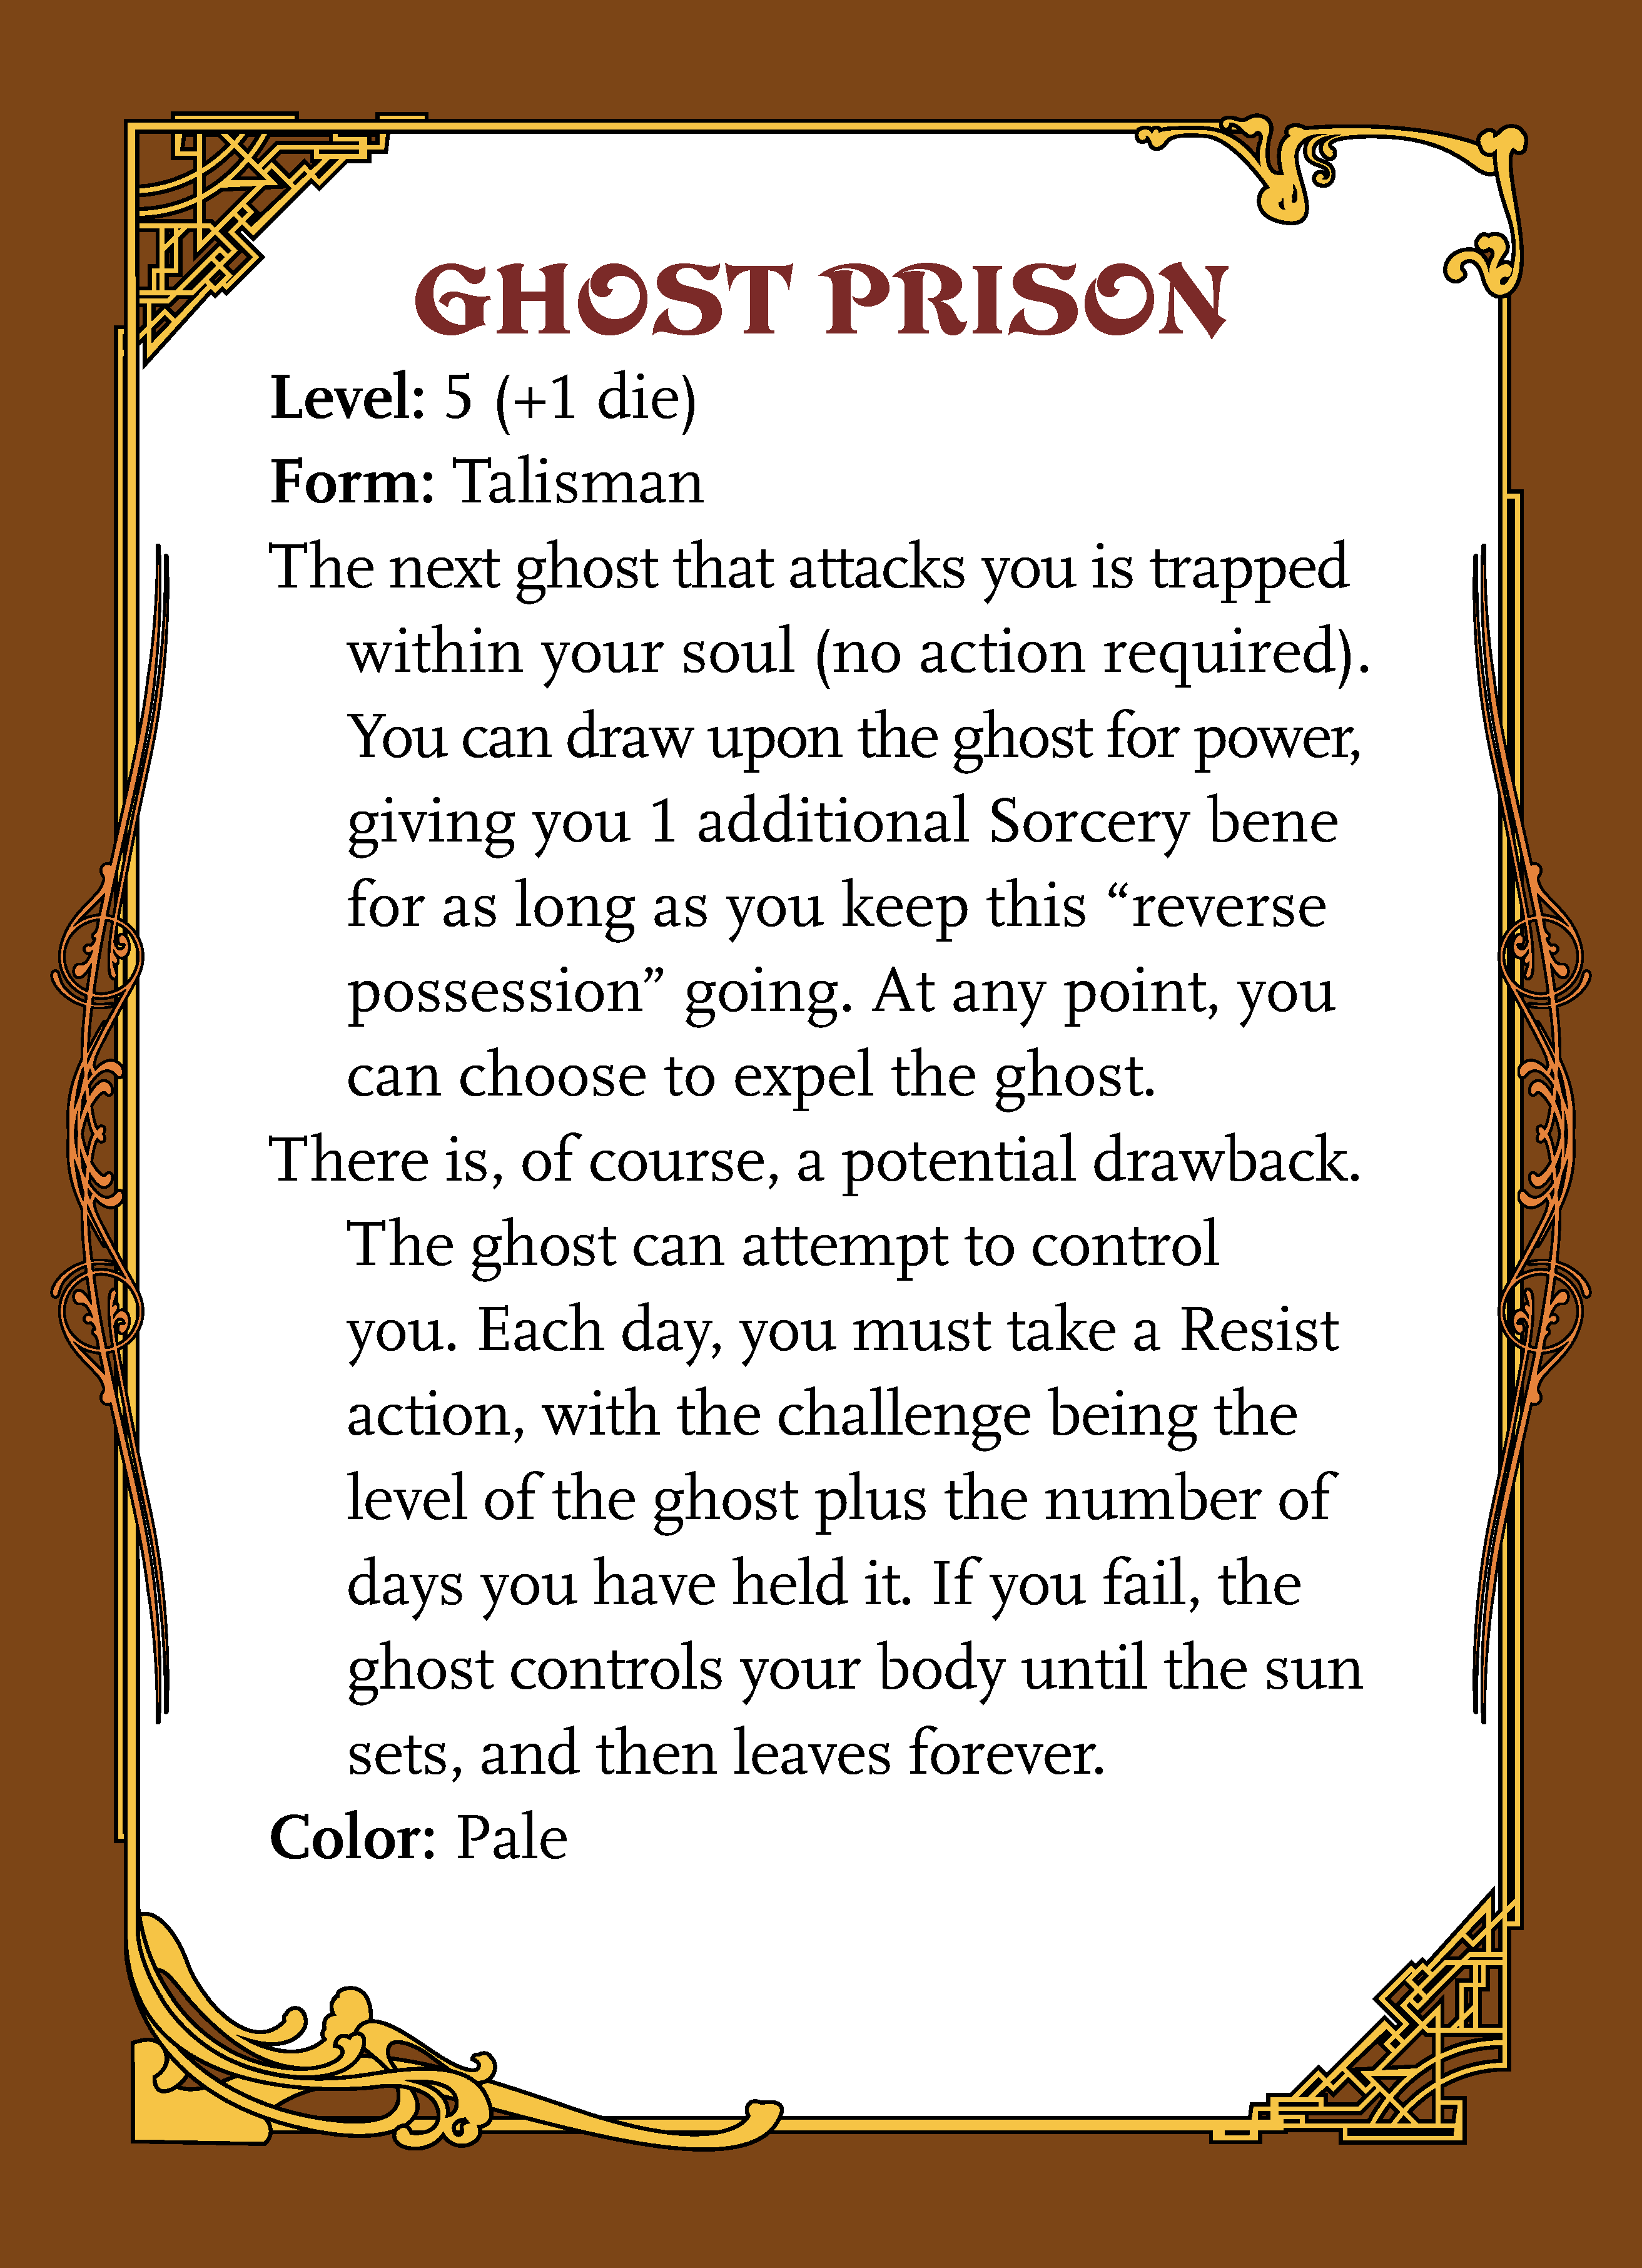 GHOST PRISON
Level: 5 (+1 die)
Form: Talisman
The next ghost that attacks you is trapped
within your soul (no action required).
You can draw upon the ghost for power,
giving you 1 additional Sorcery bene
for as long as you keep this “reverse
possession” going. At any point, you
can choose to expel the ghost.
There is, of course, a potential drawback.
The ghost can attempt to control
you. Each day, you must take a Resist
action, with the challenge being the
level of the ghost plus the number of
days you have held it. If you fail, the
ghost controls your body until the sun
sets, and then leaves forever.
Color: Pale